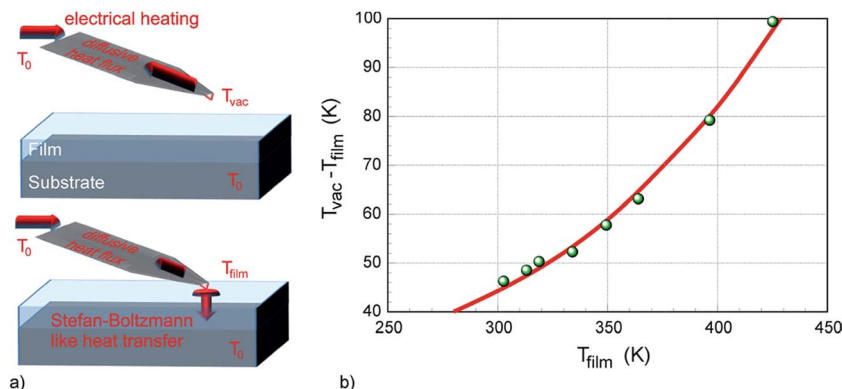 electrical heating
T0
diffusive
heat flux
Tvac
Film
Substrate
T0
T0
diffusive
heat flux
Tfilm
Stefan-Boltzmann
like heat transfer
T0
a)
100
90
80
70
60
50
40
Tvac - Tfilm (K)
250
300
350
400
450
Tfilm (K)
b)